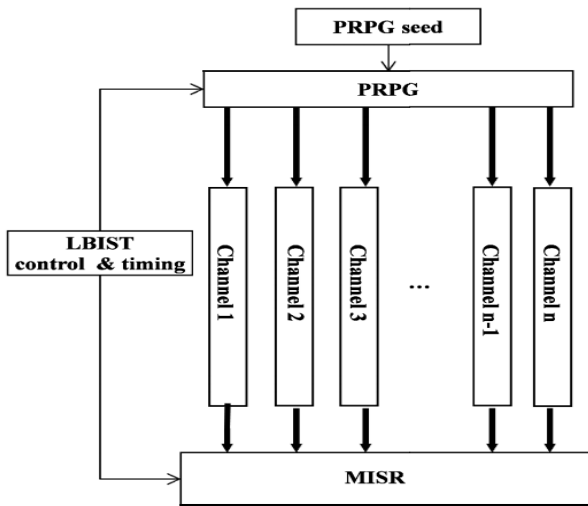 PRPG seed
PRPG
LBIST
control & timing
Channel 1
Channel 2
Channel 3
...
Channel n-1
Channel n
MISR